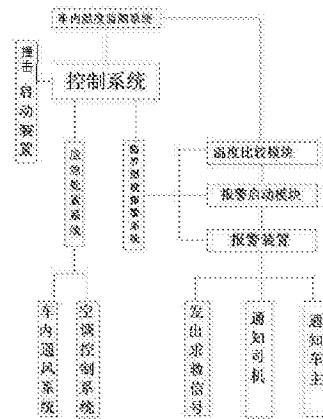 车内温度监测系统
撞击启动装置
控制系统
温度比较模块
报警启动模块
报警装置
车内通风系统
空调控制系统
发出求救信号
通知司机
通知车主